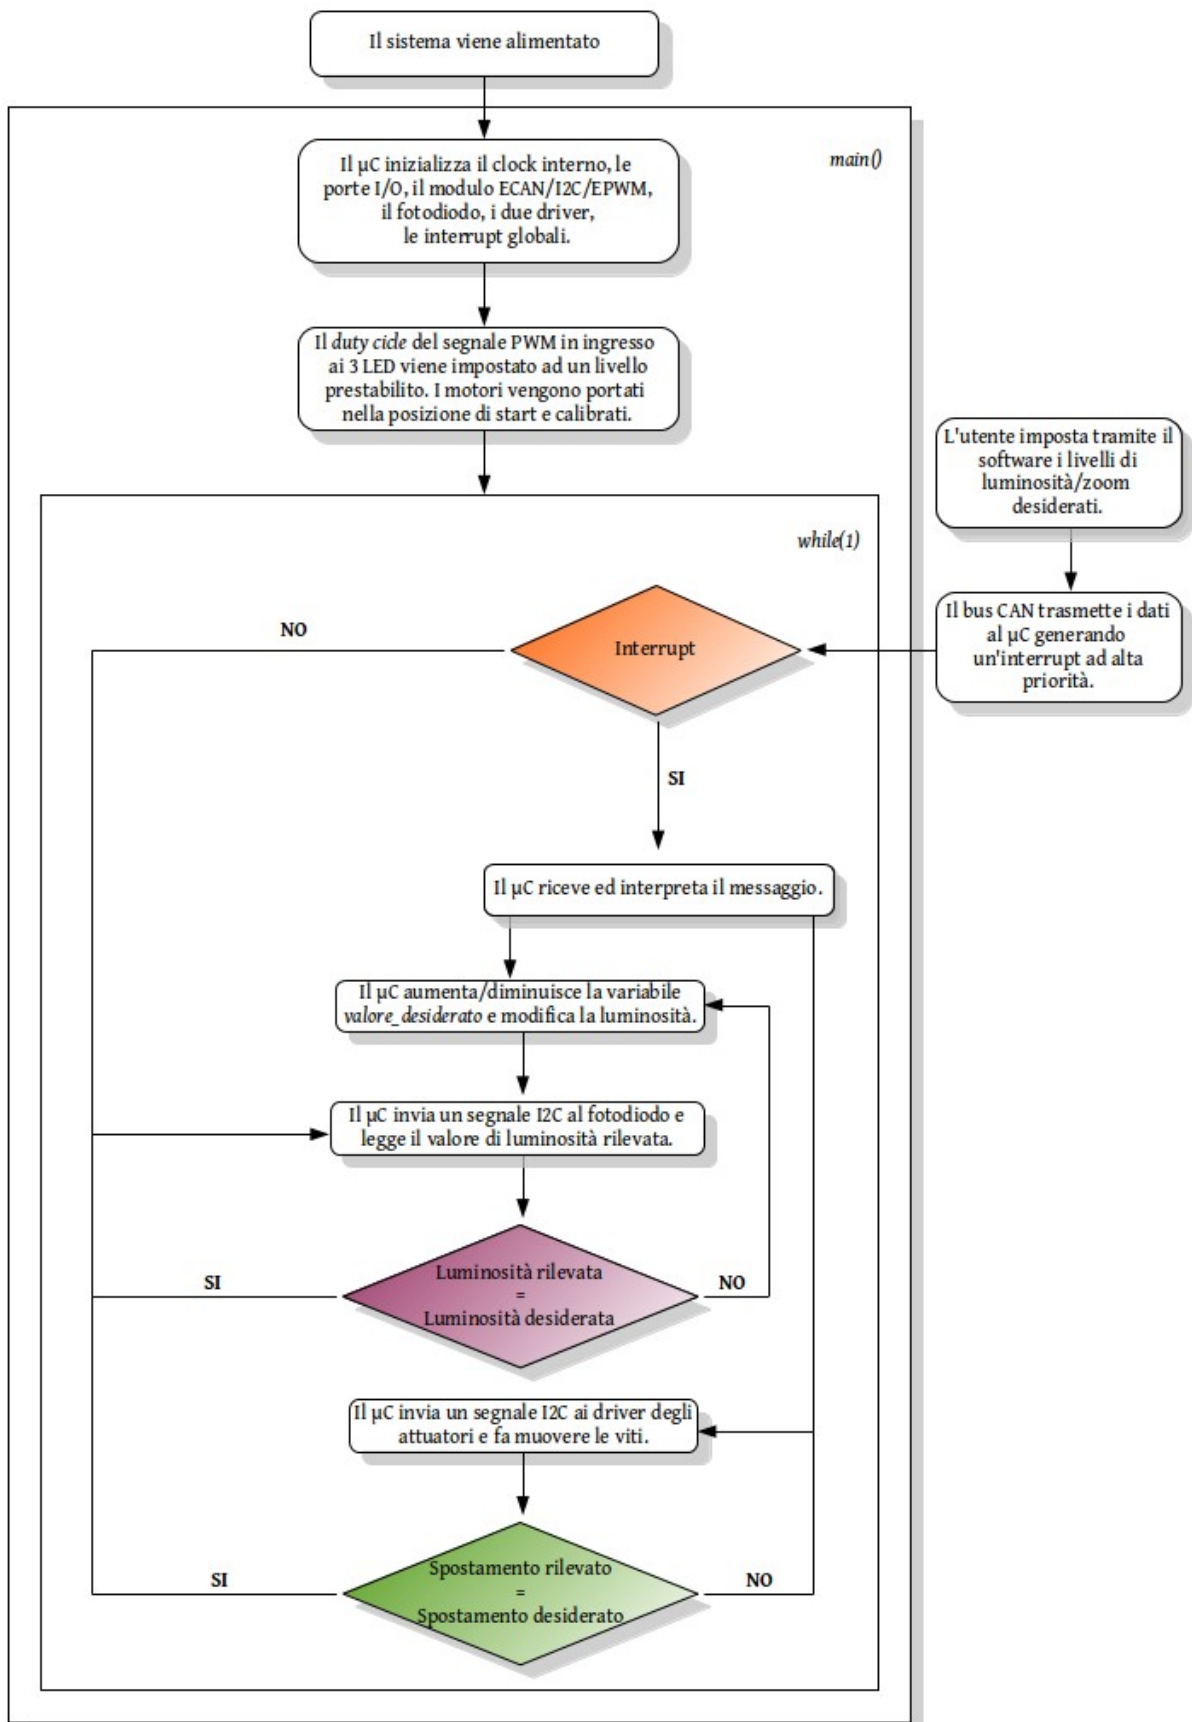 Il sistema viene alimentato
main()
Il µC inizializza il clock interno, le
porte I/O, il modulo ECAN/I2C/EPWM,
il fotodiodo, i due driver,
le interrupt globali.
Il duty cicle del segnale PWM in ingresso
ai 3 LED viene impostato ad un livello
prestabilito. I motori vengono portati
nella posizione di start e calibrati.
L'utente imposta tramite il
software i livelli di
luminosità/zoom
desiderati.
while(1)
Il bus CAN trasmette i dati
al µC generando
un'interrupt ad alta
priorità.
NO
Interrupt
SI
Il µC riceve ed interpreta il messaggio.
Il µC aumenta/diminuisce la variabile
valore_desiderato e modifica la luminosità.
Il µC invia un segnale I2C al fotodiodo e
legge il valore di luminosità rilevata.
SI
Luminosità rilevata
=
Luminosità desiderata
NO
Il µC invia un segnale I2C ai driver degli
attuatori e fa muovere le viti.
SI
Spostamento rilevato
=
Spostamento desiderato
NO